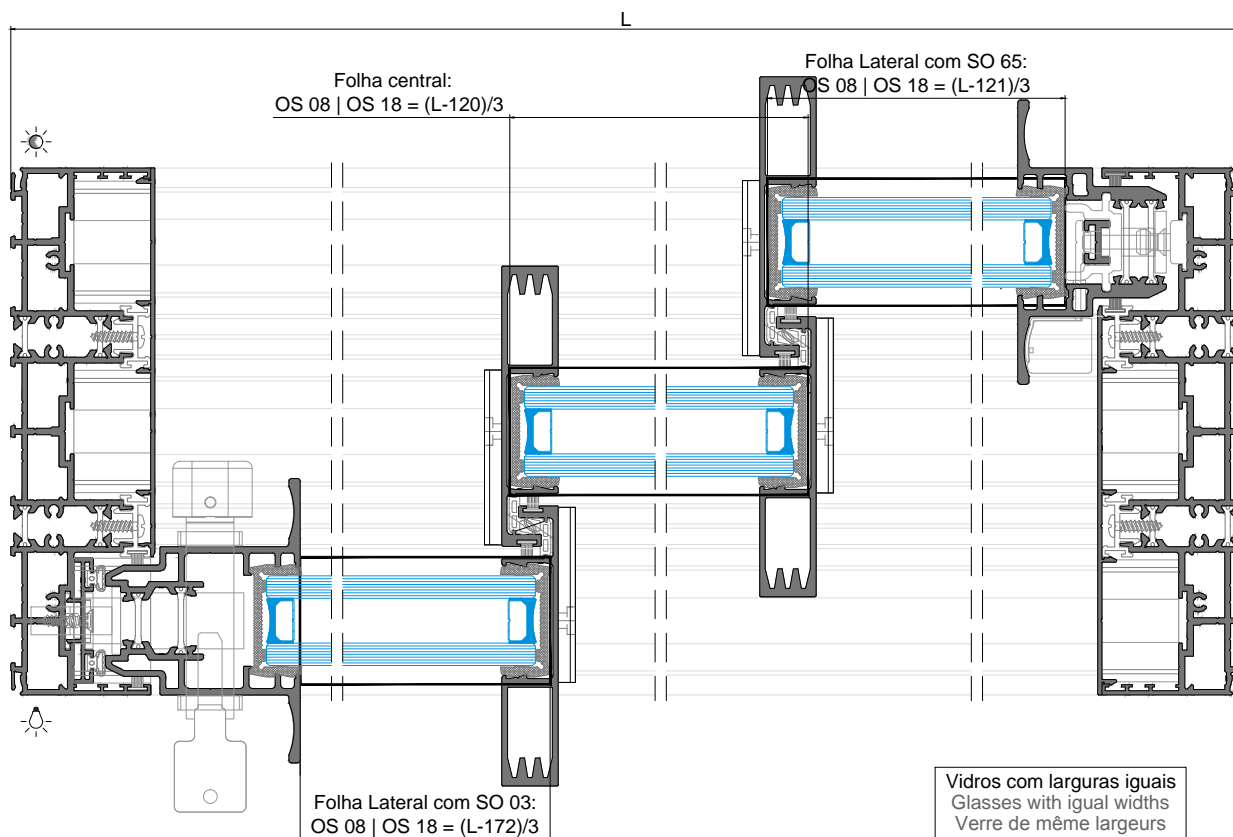 L
Folha central:
OS 08 | OS 18 = (L-120)/3
Folha Lateral com SO 65:
OS 08 | OS 18 = (L-121)/3
Folha Lateral com SO 03:
OS 08 | OS 18 = (L-172)/3
Vidros com larguras iguais
Glasses with igual widths
Verre de même largeurs